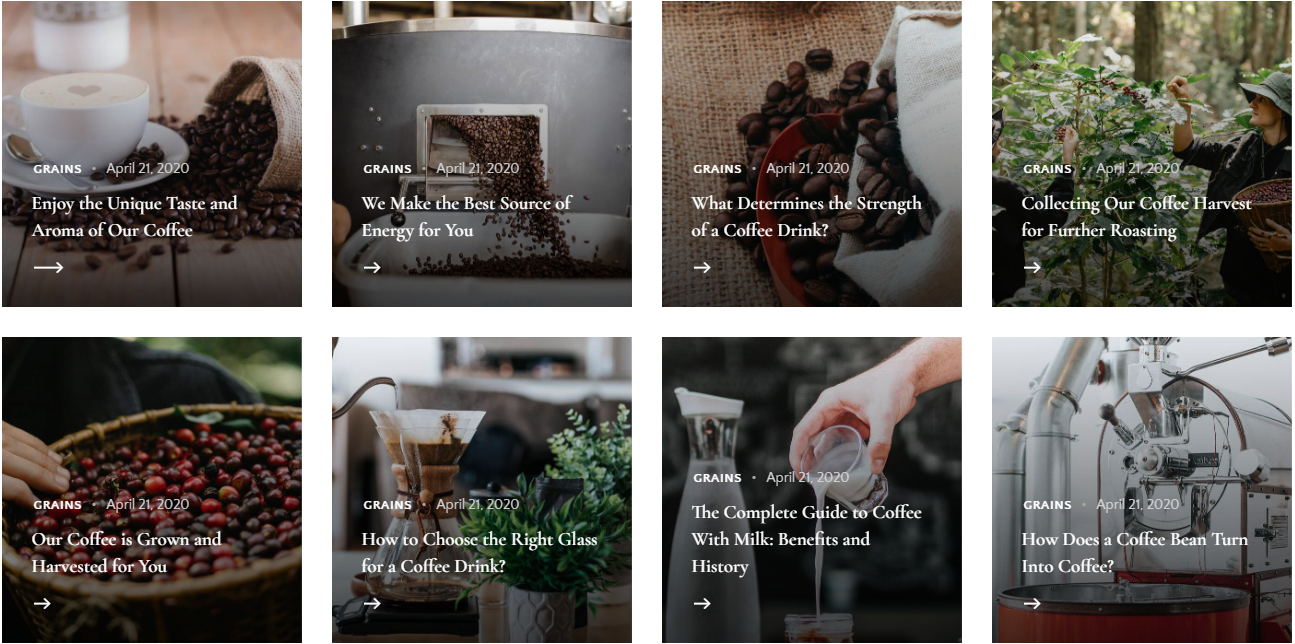 GRAINS • April 21, 2020
Enjoy the Unique Taste and
Aroma of Our Coffee
GRAINS • April 21, 2020
We Make the Best Source of
Energy for You
GRAINS • April 21, 2020
What Determines the Strength
of a Coffee Drink?
GRAINS • April 21, 2020
Collecting Our Coffee Harvest
for Further Roasting
GRAINS • April 21, 2020
Our Coffee is Grown and
Harvested for You
GRAINS • April 21, 2020
How to Choose the Right Glass
for a Coffee Drink?
GRAINS • April 21, 2020
The Complete Guide to Coffee
With Milk: Benefits and
History
GRAINS • April 21, 2020
How Does a Coffee Bean Turn
Into Coffee?